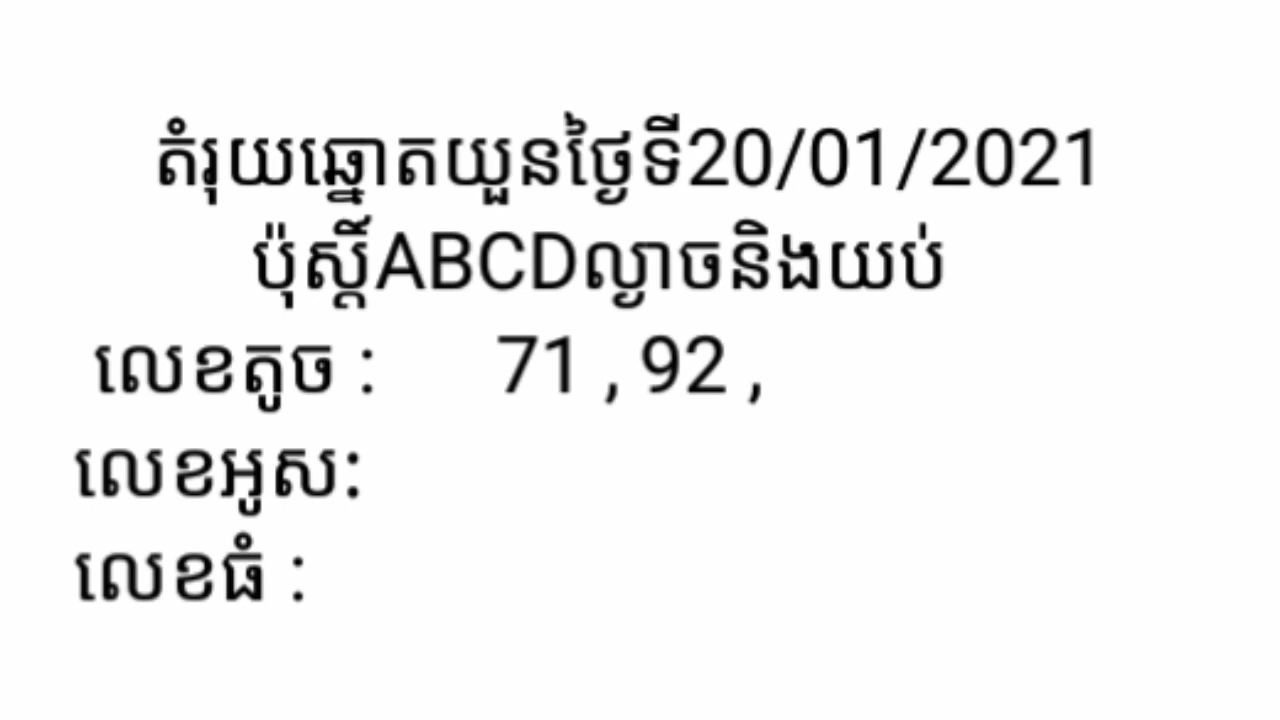 តំរុយឆ្នោតយួនថ្ងៃទី20/01/2021
ប៉ុស្តិ៍ABCDល្ងាចនិងយប់
លេខតូច : 71 , 92 ,
លេខអូស:
លេខធំ :